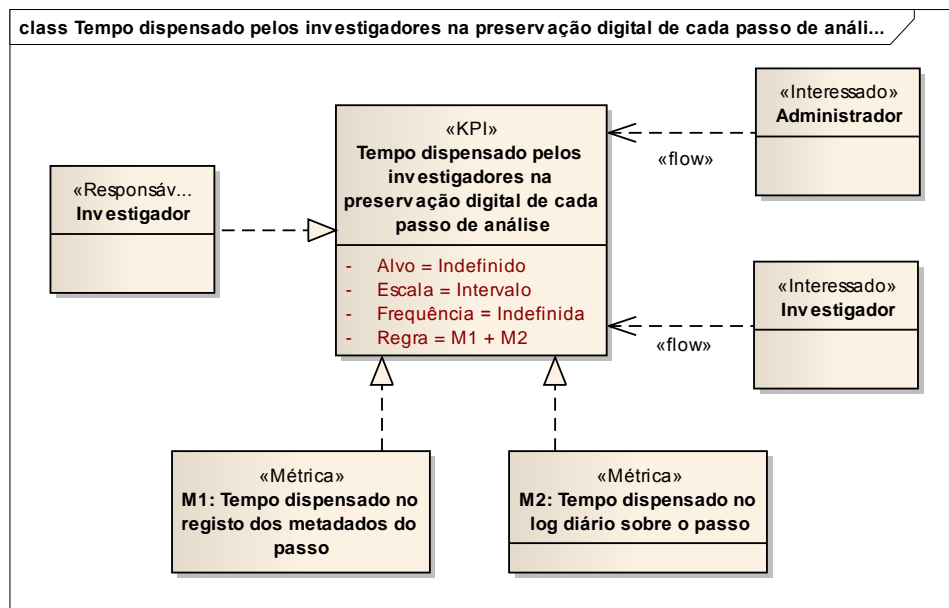 class Tempo dispensado pelos investigadores na preservação digital de cada passo de análi...
«Interessado»
Administrador
«KPI»
Tempo dispensado pelos
investigadores na
preservação digital de cada
passo de análise
- Alvo = Indefinido
- Escala = Intervalo
- Frequência = Indefinida
- Regra = M1 + M2
«flow»
«Responsáv...
Investigador
«Interessado»
Investigador
«flow»
«Métrica»
M1: Tempo dispensado no
registo dos metadados do
passo
«Métrica»
M2: Tempo dispensado no
log diário sobre o passo